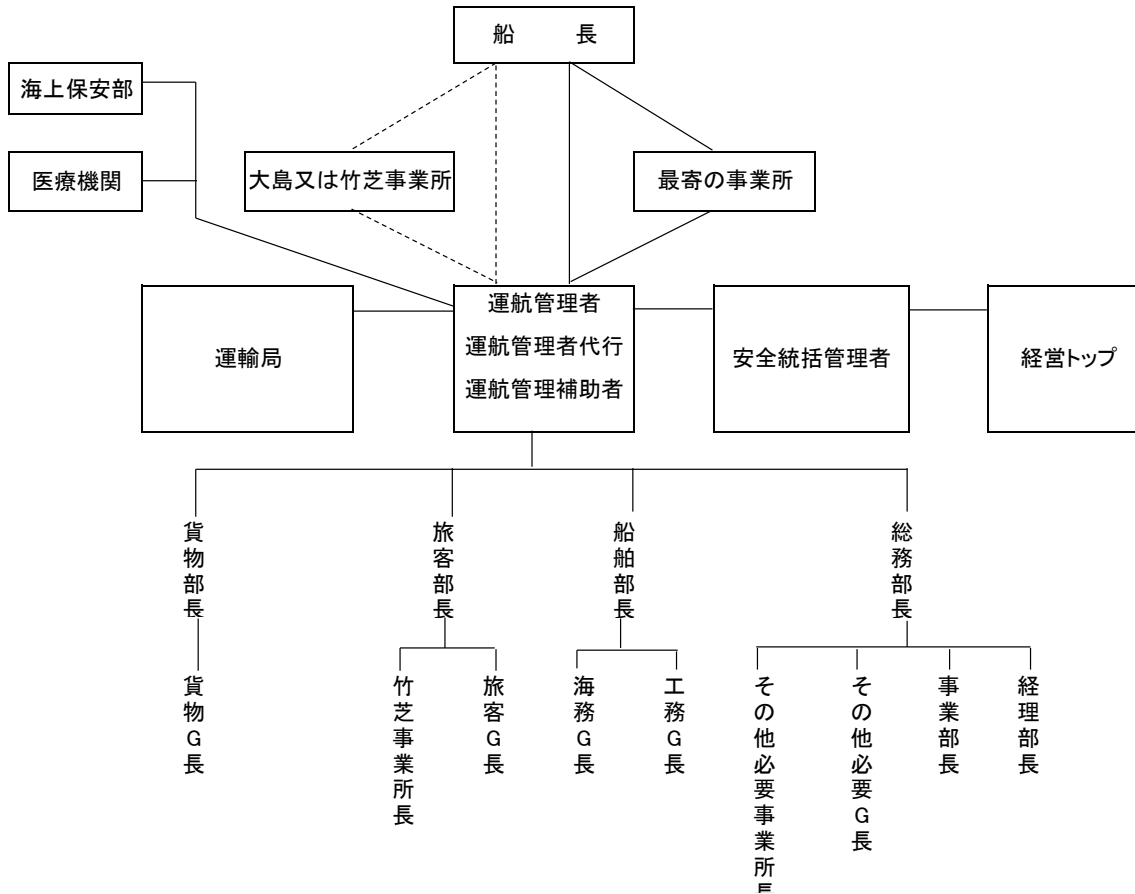 船　　長
海上保安部
医療機関
大島又は竹芝事業所
最寄の事業所
運輸局
運航管理者
運航管理者代行
運航管理補助者
安全統括管理者
経営トップ
貨物部長
旅客部長
船舶部長
総務部長
貨物G長
竹芝事業所長
旅客G長
海務G長
工務G長
その他必要事業所長
その他必要G長
事業部長
経理部長